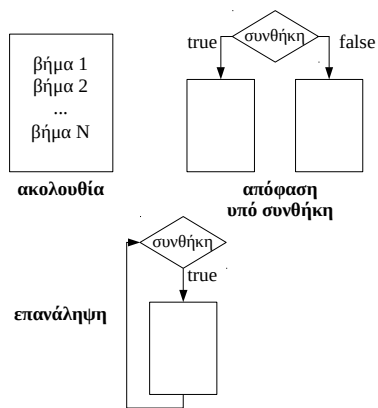 βήμα 1
βήμα 2
...
βήμα N
ακολουθία
συνθήκη
true
false
απόφαση
υπό συνθήκη
συνθήκη
true
επανάληψη